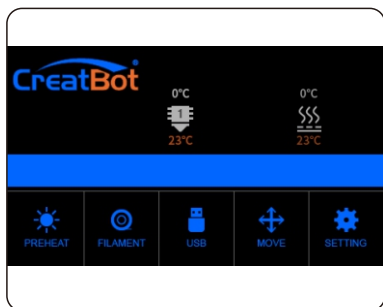 CreatBot
0°C
0°C
1
23°C
23°C
PREHEAT
FILAMENT
USB
MOVE
SETTING